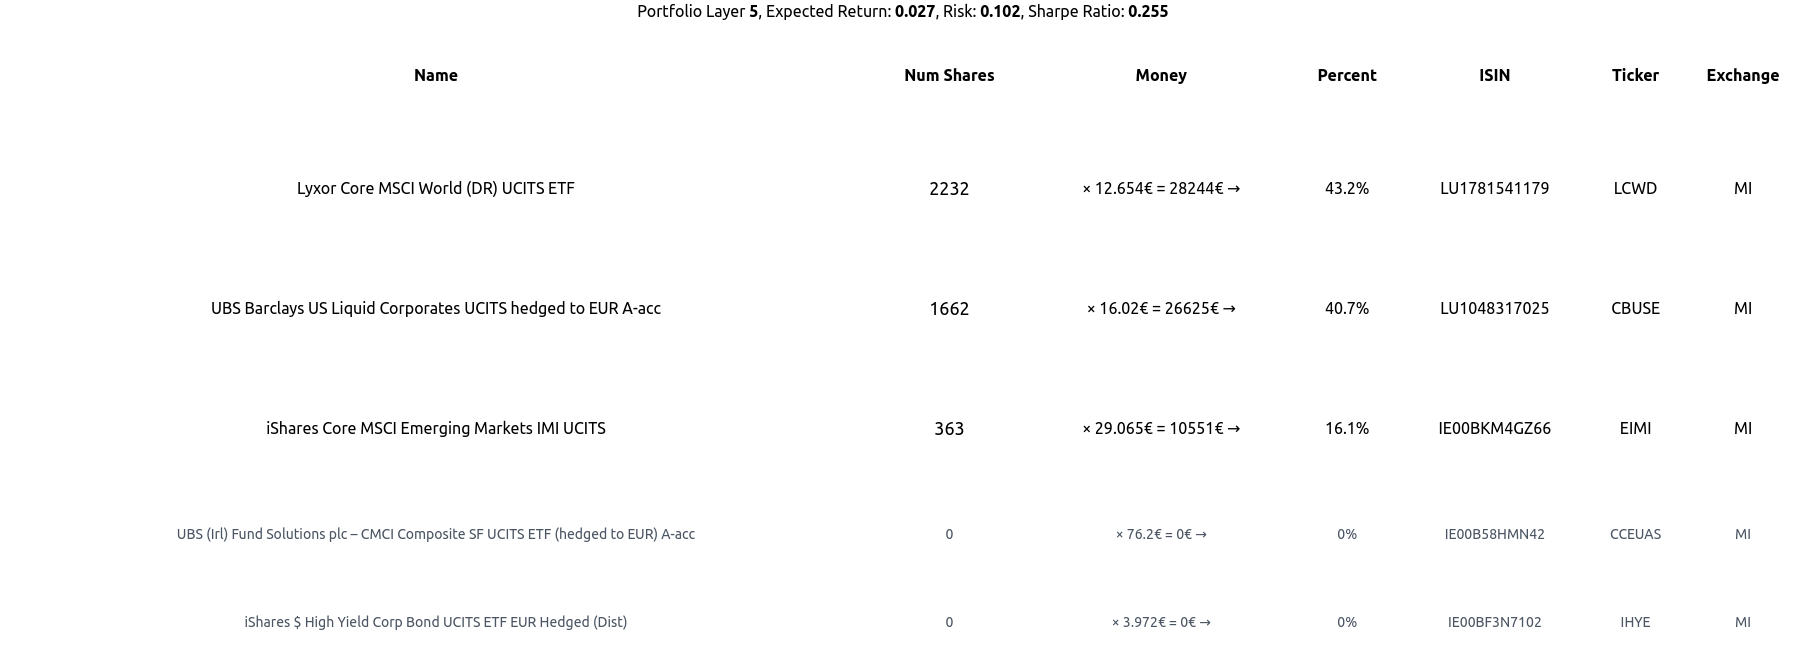 Portfolio Layer 5, Expected Return: 0.027, Risk: 0.102, Sharpe Ratio: 0.255
Name Num Shares Money Percent ISIN Ticker Exchange
Lyxor Core MSCI World (DR) UCITS ETF 2232 × 12.654€ = 28244€ → 43.2% LU1781541179 LCWD MI
UBS Barclays US Liquid Corporates UCITS hedged to EUR A-acc 1662 × 16.02€ = 26625€ → 40.7% LU1048317025 CBUSE MI
iShares Core MSCI Emerging Markets IMI UCITS 363 × 29.065€ = 10551€ → 16.1% IE00BKM4GZ66 EIMI MI
UBS (Irl) Fund Solutions plc – CMCI Composite SF UCITS ETF (hedged to EUR) A-acc 0 × 76.2€ = 0€ → 0% IE00B58HMN42 CCEUAS MI
iShares $ High Yield Corp Bond UCITS ETF EUR Hedged (Dist) 0 × 3.972€ = 0€ → 0% IE00BF3N7102 IHYE MI